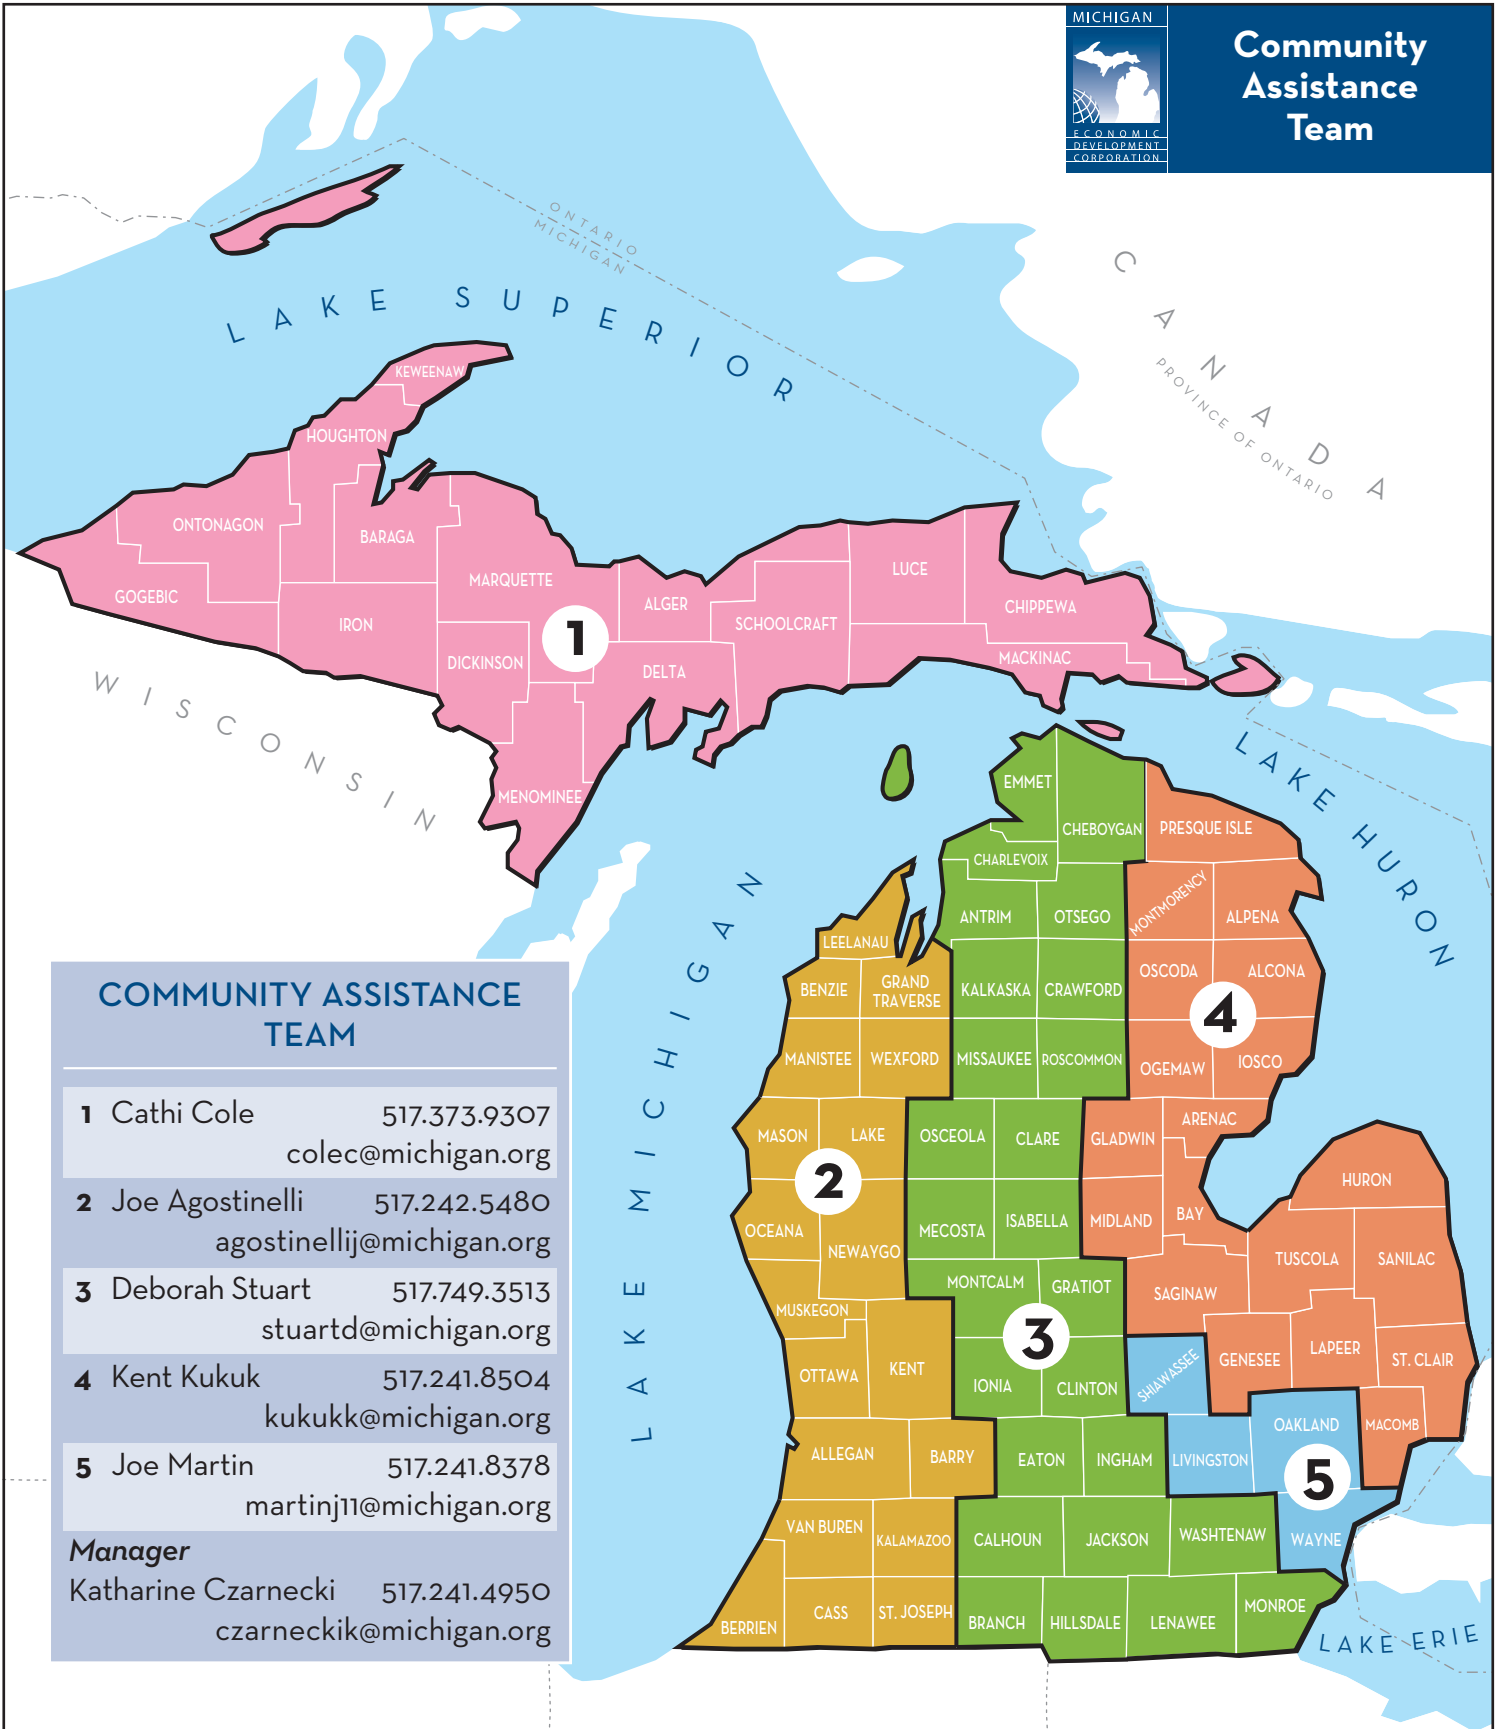 MICHIGAN
ECONOMIC
DEVELOPMENT
CORPORATION
Community
Assistance
Team
ONTARIO
MICHIGAN
CANADA
PROVINCE OF ONTARIO
LAKE SUPERIOR
KEWEENAW
HOUGHTON
ONTONAGON
BARAGA
GOGEBIC
IRON
MARQUETTE
1
DICKINSON
ALGER
DELTA
SCHOOLCRAFT
LUCE
CHIPPEWA
MACKINAC
MENOMINEE
WISCONSIN
LAKE HURON
LAKE MICHIGAN
EMMET
CHEBOYGAN
PRESQUE ISLE
CHARLEVOIX
ANTRIM
OTSEGO
MONTMORENCY
ALPENA
LEELANAU
BENZIE
GRAND
TRAVERSE
KALKASKA
CRAWFORD
OSCODA
ALCONA
4
MANISTEE
WEXFORD
MISSAUKEE
ROSCOMMON
OGEMAW
IOSCO
MASON
LAKE
OSCEOLA
CLARE
GLADWIN
ARENAC
2
HURON
OCEANA
NEWAYGO
MECOSTA
ISABELLA
MIDLAND
BAY
TUSCOLA
SANILAC
MONTCALM
GRATIOT
SAGINAW
MUSKEGON
3
OTTAWA
KENT
IONIA
CLINTON
SHIAWASSEE
GENESEE
LAPEER
ST. CLAIR
ALLEGAN
BARRY
EATON
INGHAM
LIVINGSTON
OAKLAND
MACOMB
5
VAN BUREN
KALAMAZOO
CALHOUN
JACKSON
WASHTENAW
WAYNE
BERRIEN
CASS
ST. JOSEPH
BRANCH
HILLSDALE
LENAWEE
MONROE
LAKE ERIE
COMMUNITY ASSISTANCE
TEAM
1 Cathi Cole 517.373.9307
colec@michigan.org
2 Joe Agostinelli 517.242.5480
agostinellij@michigan.org
3 Deborah Stuart 517.749.3513
stuartd@michigan.org
4 Kent Kukuk 517.241.8504
kukukk@michigan.org
5 Joe Martin 517.241.8378
martinj11@michigan.org
Manager
Katharine Czarnecki 517.241.4950
czarneckik@michigan.org